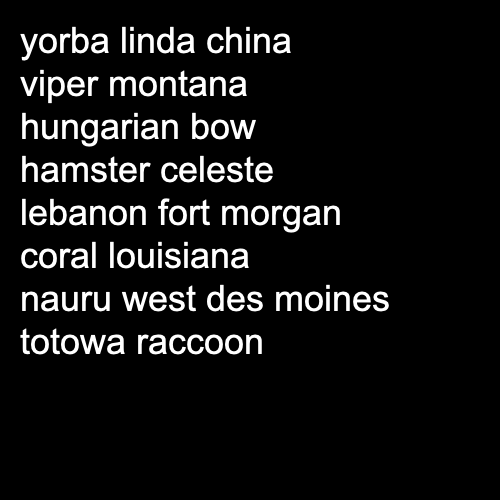 yorba linda china
viper montana
hungarian bow
hamster celeste
lebanon fort morgan
coral louisiana
nauru west des moines
totowa raccoon